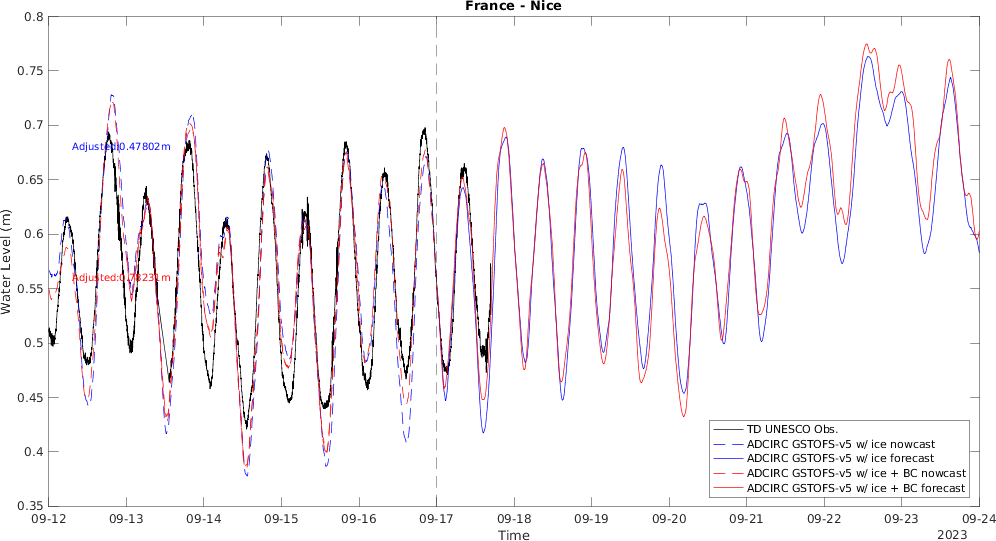 France - Nice
0.8
0.75
0.7
0.65
0.6
0.55
0.5
0.45
0.4
0.35
Water Level (m)
Adjusted:0.47802m
TD UNESCO Obs.
ADCIRC GSTOFS-v5 w/ ice nowcast
ADCIRC GSTOFS-v5 w/ ice forecast
ADCIRC GSTOFS-v5 w/ ice + BC nowcast
ADCIRC GSTOFS-v5 w/ ice + BC forecast
09-12 09-13 09-14 09-15 09-16 09-17 09-18 09-19 09-20 09-21 09-22 09-23 09-24
Time
2023